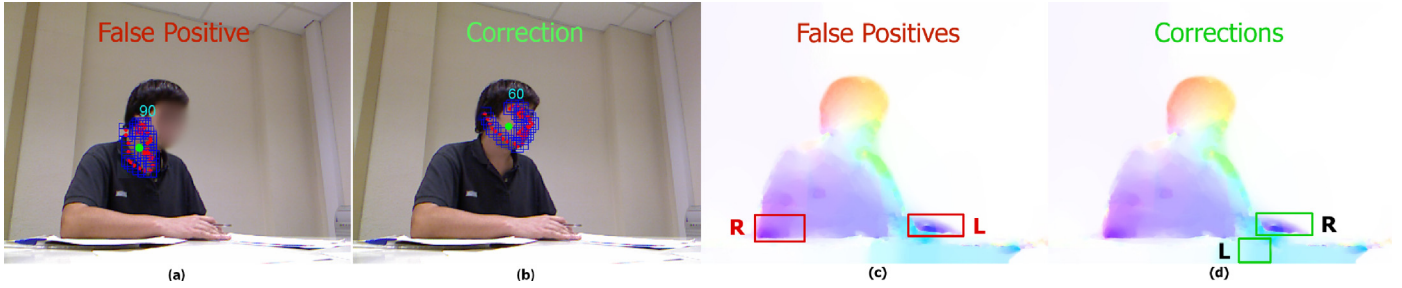 False Positive
90
Correction
60
False Positives
R
L
Corrections
R
L
(a)
(b)
(c)
(d)